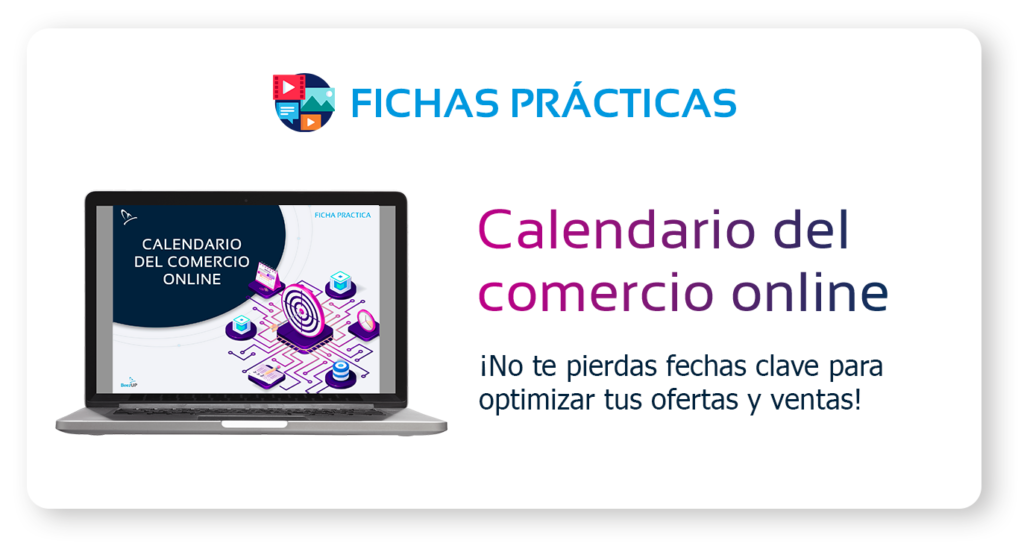 FICHAS PRÁCTICAS
FICHA PRACTICA
CALENDARIO
DEL COMERCIO
ONLINE
Calendario del
comercio online
¡No te pierdas fechas clave para
optimizar tus ofertas y ventas!